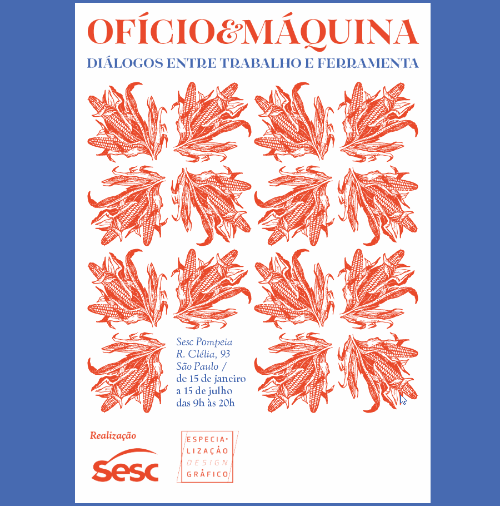 OFÍCIO&MÁQUINA
DIÁLOGOS ENTRE TRABALHO E FERRAMENTA
Sesc Pompeia
R. Clélia, 93
São Paulo /
de 15 de janeiro
a 15 de julho
das 9h às 20h
Realização
Sesc
ESPECIA-
LIZAÇÃO
DESIGN
GRÁFICO